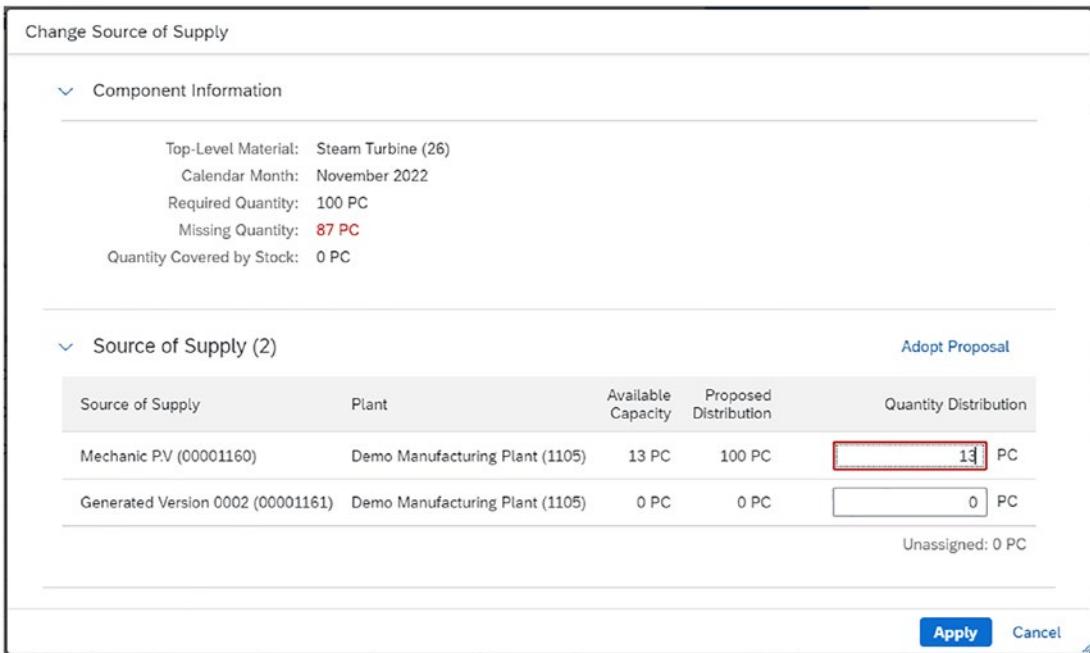 Change Source of Supply
Component Information
Top-Level Material: Steam Turbine (26)
Calendar Month: November 2022
Required Quantity: 100 PC
Missing Quantity: 87 PC
Quantity Covered by Stock: 0 PC
Source of Supply (2) Adopt Proposal
Source of Supply Plant Available Capacity Proposed Distribution Quantity Distribution
Mechanic P.V (00001160) Demo Manufacturing Plant (1105) 13 PC 100 PC 13 PC
Generated Version 0002 (00001161) Demo Manufacturing Plant (1105) 0 PC 0 PC 0 PC
Unassigned: 0 PC
Apply Cancel